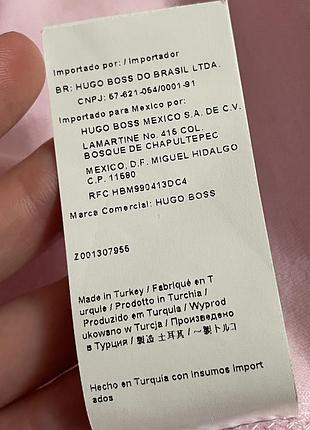 Importado por: / importador
BR: HUGO BOSS DO BRASIL LTDA.
CNPJ: 57-621-054/0001-91
Importado para Mexico por:
HUGO BOSS MEXICO S.A. DE C.V.
LAMARTINE No. 416 COL.
BOSQUE DE CHAPULTEPEC
MEXICO, D.F. MIGUEL HIDALGO
C.P. 11580
RFC HBM990413DC4
Marca Comercial: HUGO BOSS
Z001307955
Made in Turkey / Fabriqué en T
urquie / Prodotto in Turchia /
Produzido em Turquia / Wyprod
ukowano w Turcja / Произведено
в Турции / 製造 土耳其 / ～製トルコ
Hecho en Turquía con Insumos Import
ados